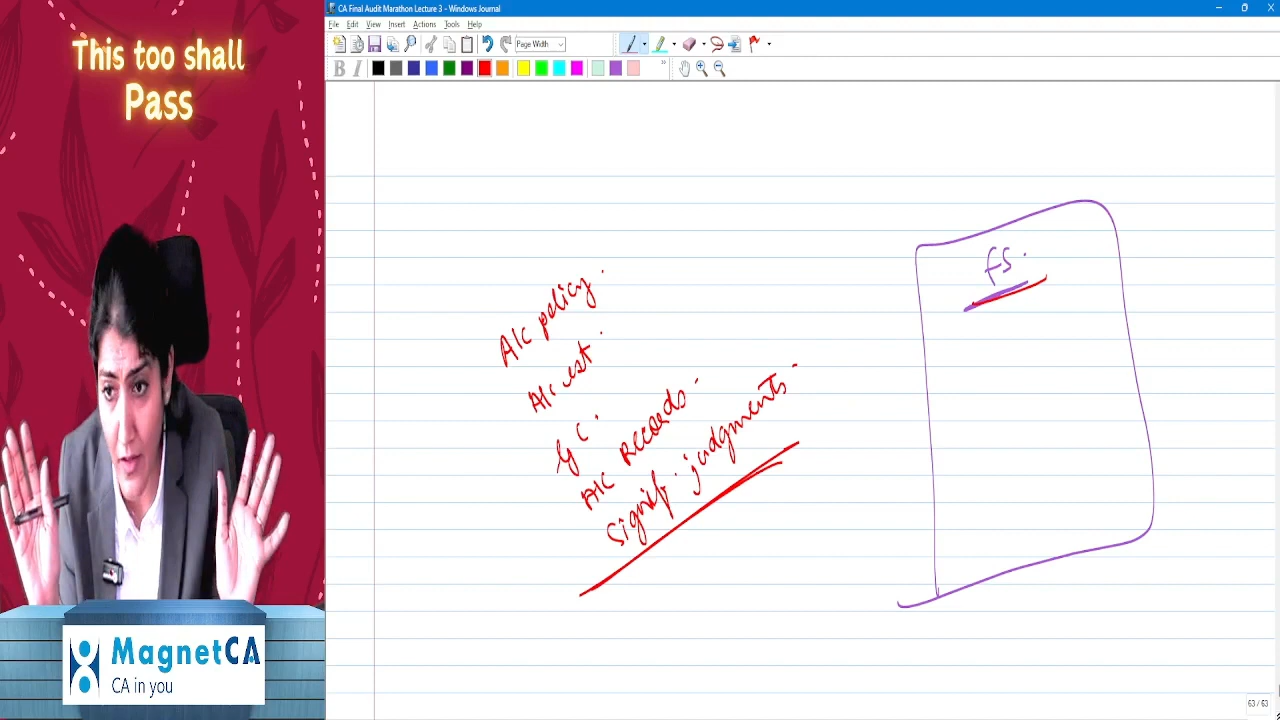 This too shall
Pass
MagnetCA
CA in you
CA Final Audit Marathon Lecture 3 - Windows Journal
File Edit View Insert Actions Tools Help
Page Width
B I
A/c policy.
A/c est.
G C.
A/c Records.
Signif. judgments.
FS.
63 / 63